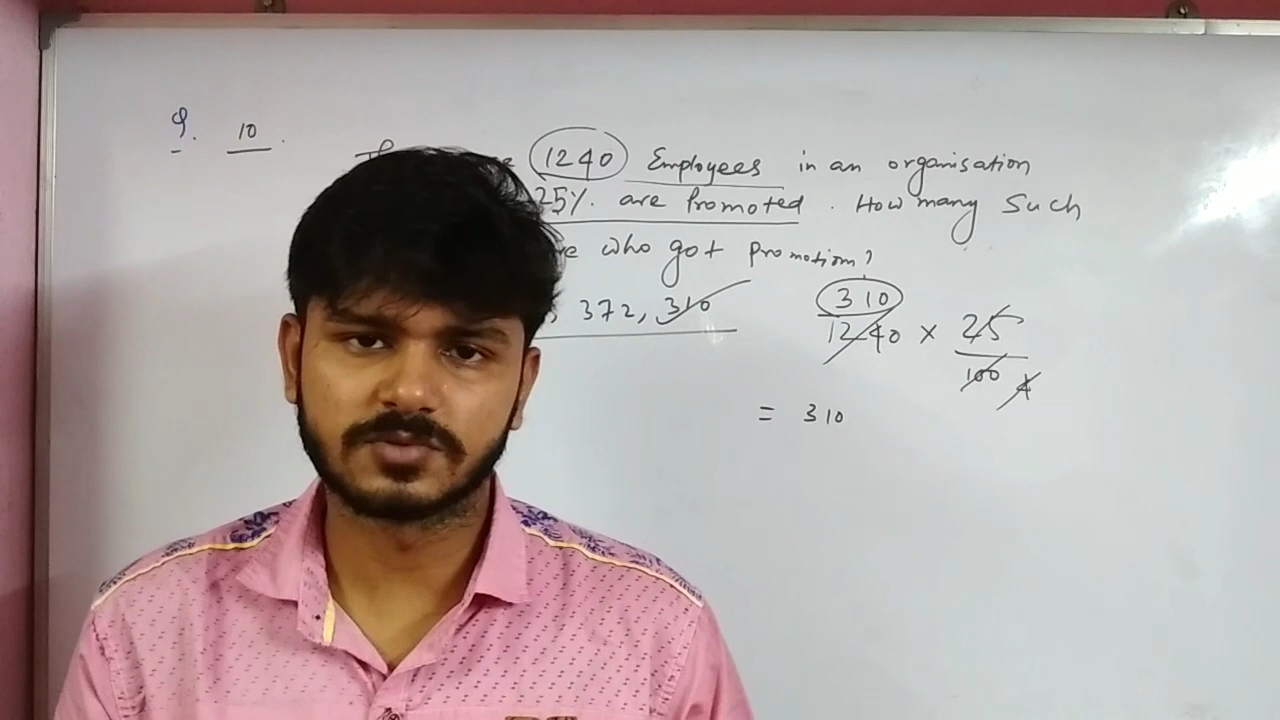 Q. 10.
1240 Employees in an organisation
25%. are Promoted. How many Such
who got promotion?
, 372, 310
310
1240 × 25
100 4
= 310